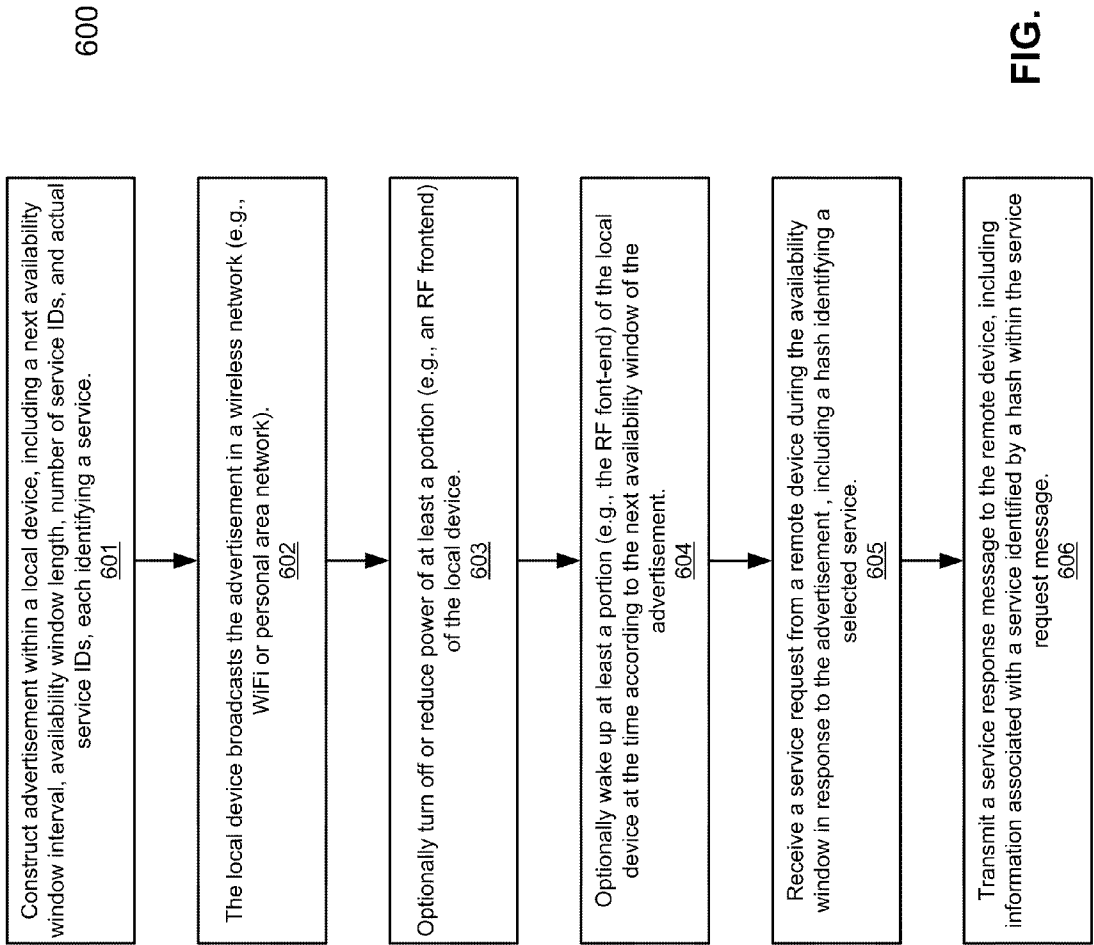 600
Construct advertisement within a local device, including a next availability
window interval, availability window length, number of service IDs, and actual
service IDs, each identifying a service.
601
The local device broadcasts the advertisement in a wireless network (e.g.,
WiFi or personal area network).
602
Optionally turn off or reduce power of at least a portion (e.g., an RF frontend)
of the local device.
603
Optionally wake up at least a portion (e.g., the RF font-end) of the local
device at the time according to the next availability window of the
advertisement.
604
Receive a service request from a remote device during the availability
window in response to the advertisement , including a hash identifying a
selected service.
605
Transmit a service response message to the remote device, including
information associated with a service identified by a hash within the service
request message.
606
FIG.